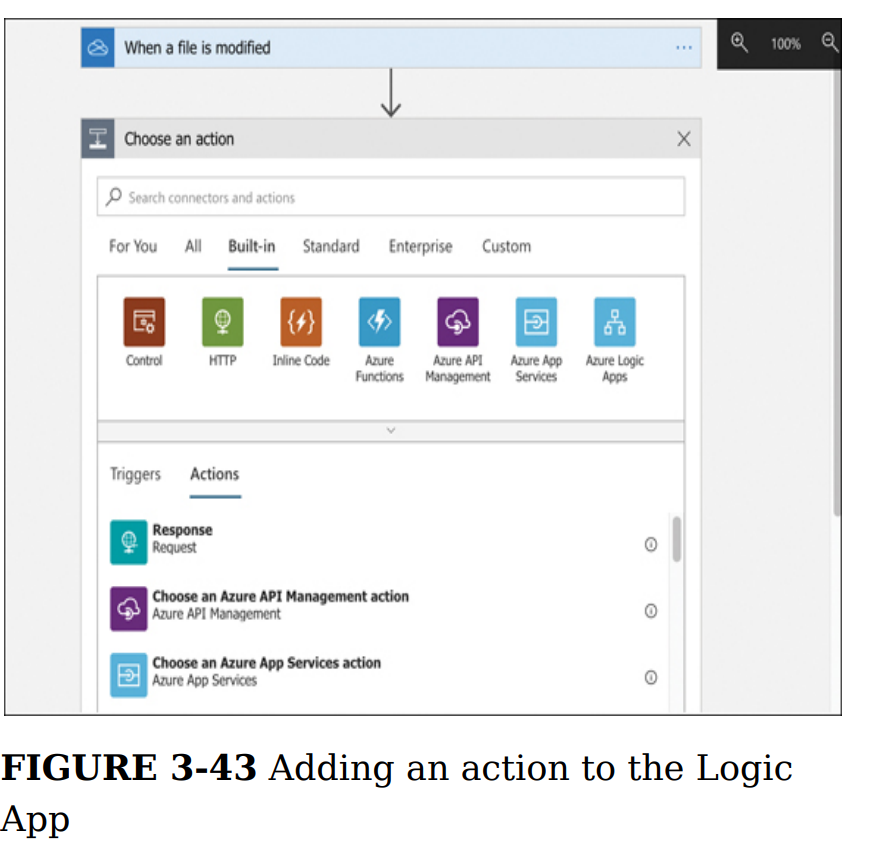 When a file is modified
100%
Choose an action
Search connectors and actions
For You All Built-in Standard Enterprise Custom
Control HTTP Inline Code Azure Functions Azure API Management Azure App Services Azure Logic Apps
Triggers Actions
Response
Request
Choose an Azure API Management action
Azure API Management
Choose an Azure App Services action
Azure App Services
FIGURE 3-43 Adding an action to the Logic
App